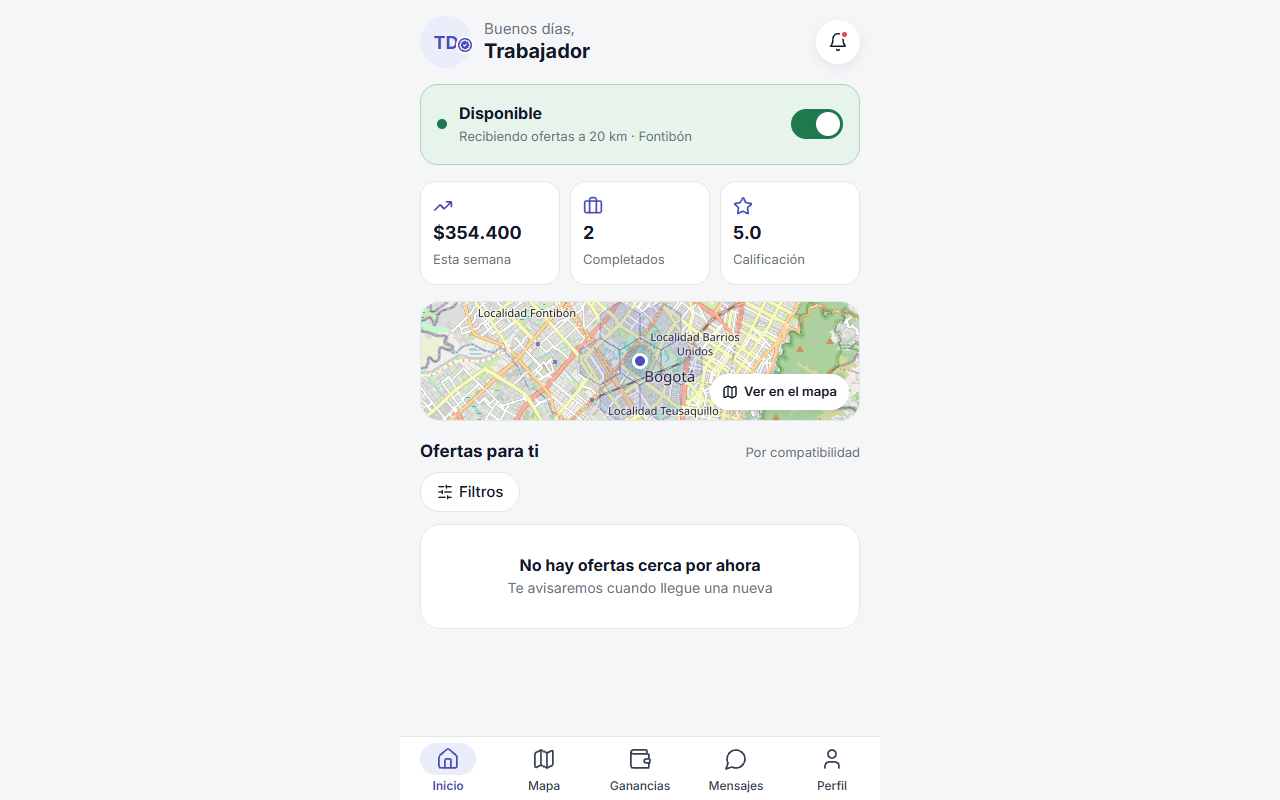 TD
Buenos días,
Trabajador
Disponible
Recibiendo ofertas a 20 km · Fontibón
$354.400
Esta semana
2
Completados
5.0
Calificación
Localidad Fontibón
Localidad Barrios
Unidos
Bogotá
Ver en el mapa
Localidad Teusaquillo
Ofertas para ti
Por compatibilidad
Filtros
No hay ofertas cerca por ahora
Te avisaremos cuando llegue una nueva
Inicio
Mapa
Ganancias
Mensajes
Perfil